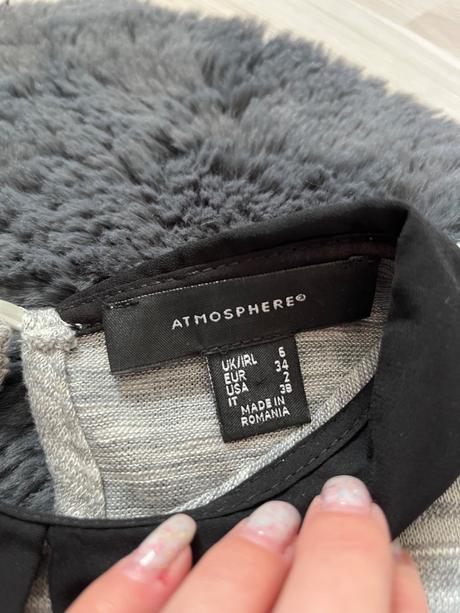 ATMOSPHERE®
UK/IRL 6
EUR 34
USA 2
IT 38
MADE IN
ROMANIA